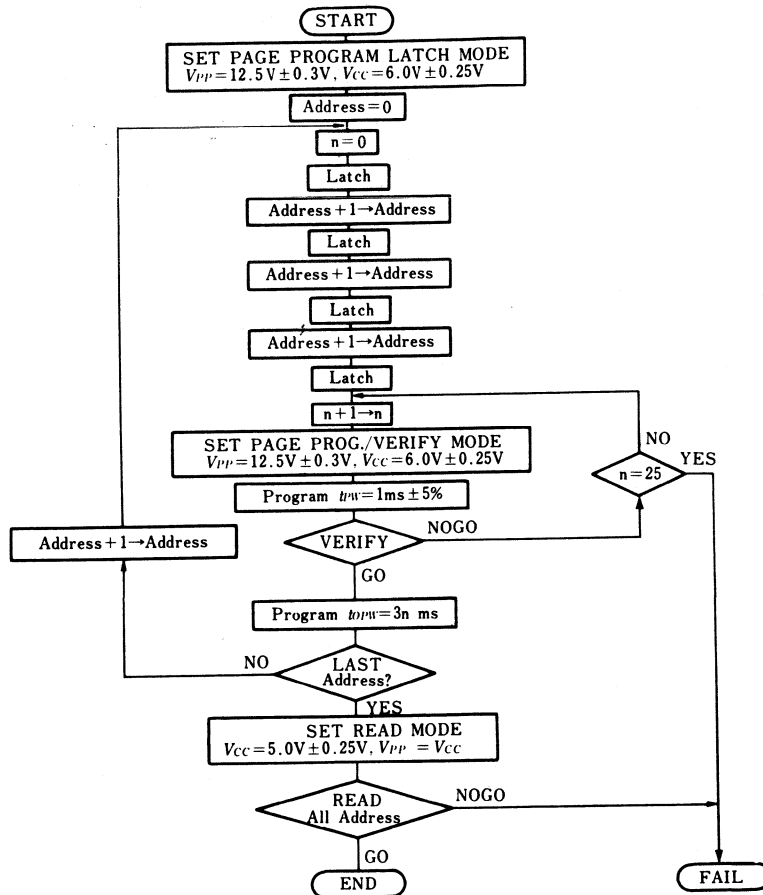 START
SET PAGE PROGRAM LATCH MODE
VPP=12.5V±0.3V, VCC=6.0V±0.25V
Address=0
n=0
Latch
Address+1→Address
Latch
Address+1→Address
Latch
Address+1→Address
Latch
n+1→n
SET PAGE PROG./VERIFY MODE
VPP=12.5V±0.3V, VCC=6.0V±0.25V
NO
n=25
YES
Program tPW=1ms±5%
Address+1→Address
VERIFY
NOGO
GO
Program tOPW=3n ms
NO
LAST
Address?
YES
SET READ MODE
VCC=5.0V±0.25V, VPP = VCC
READ
All Address
NOGO
GO
END
FAIL